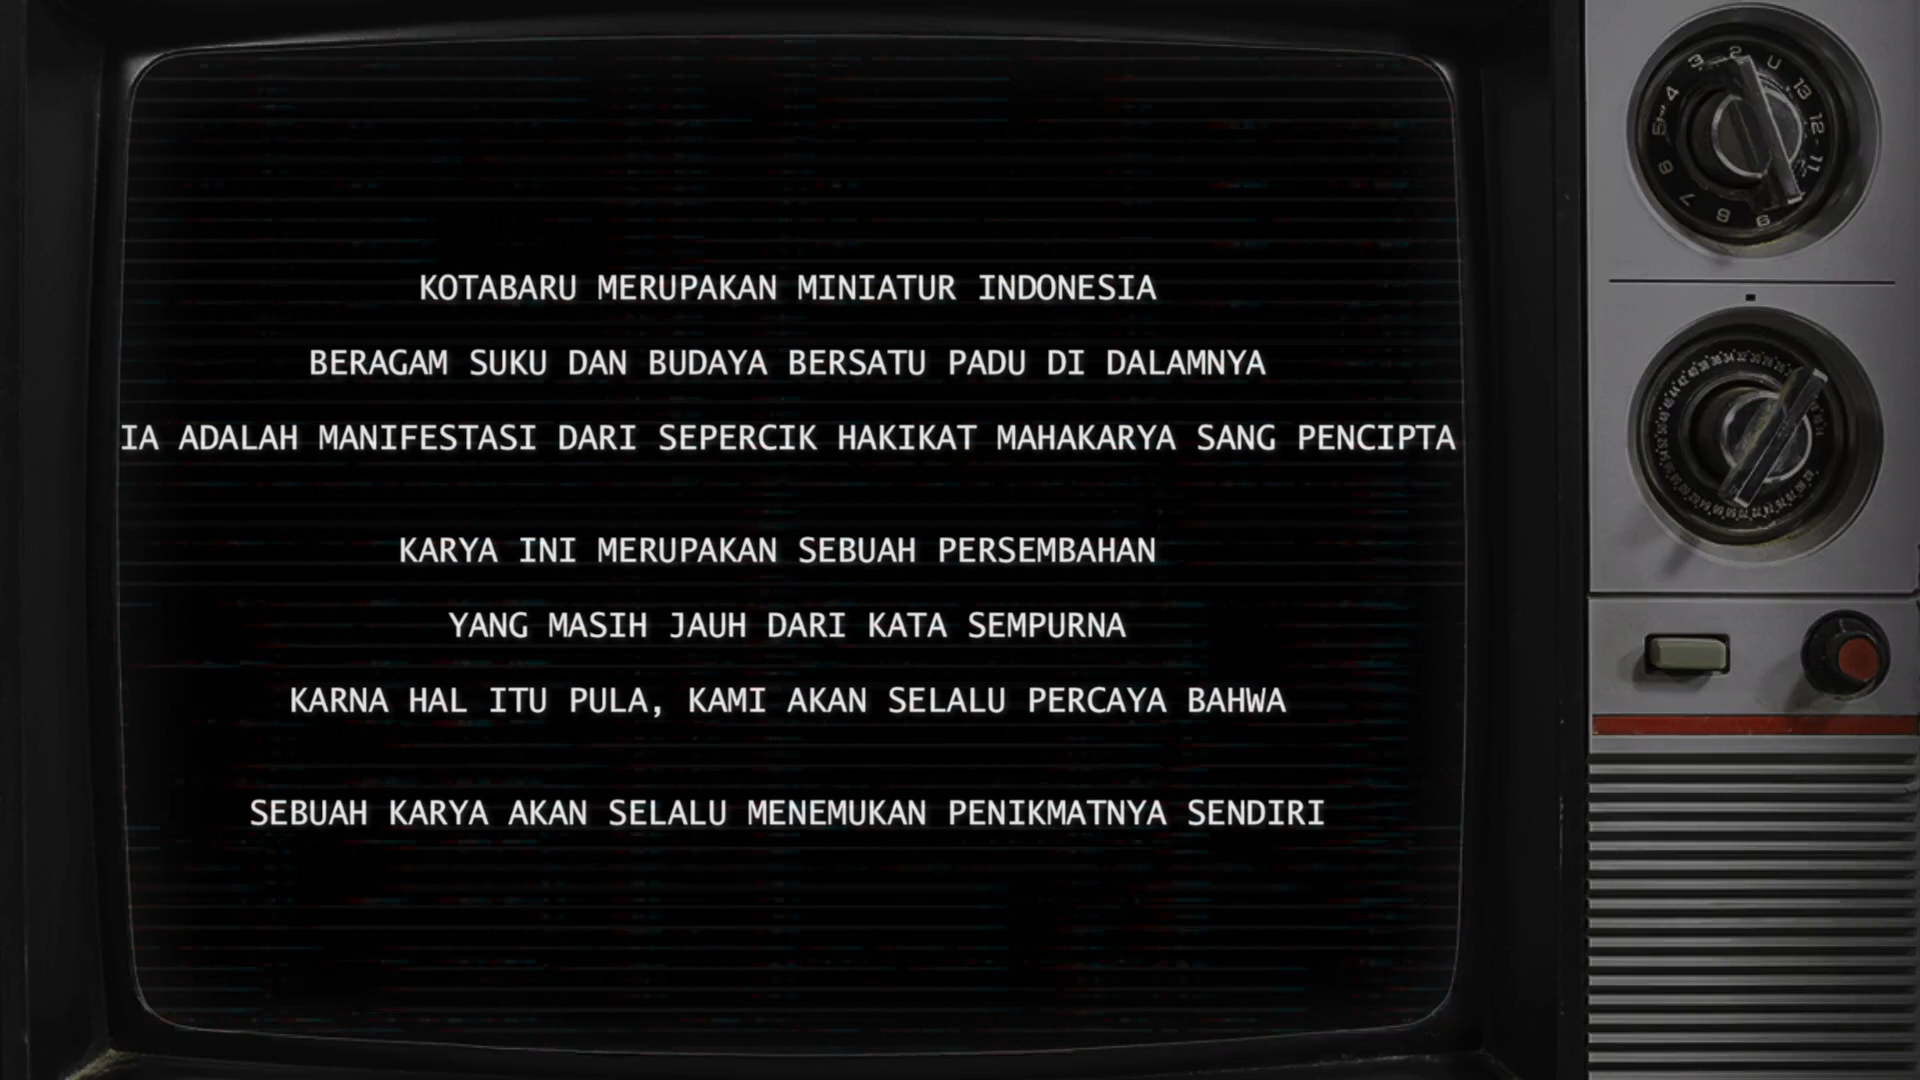 KOTABARU MERUPAKAN MINIATUR INDONESIA
BERAGAM SUKU DAN BUDAYA BERSATU PADU DI DALAMNYA
IA ADALAH MANIFESTASI DARI SEPERCIK HAKIKAT MAHAKARYA SANG PENCIPTA
KARYA INI MERUPAKAN SEBUAH PERSEMBAHAN
YANG MASIH JAUH DARI KATA SEMPURNA
KARNA HAL ITU PULA, KAMI AKAN SELALU PERCAYA BAHWA
SEBUAH KARYA AKAN SELALU MENEMUKAN PENIKMATNYA SENDIRI